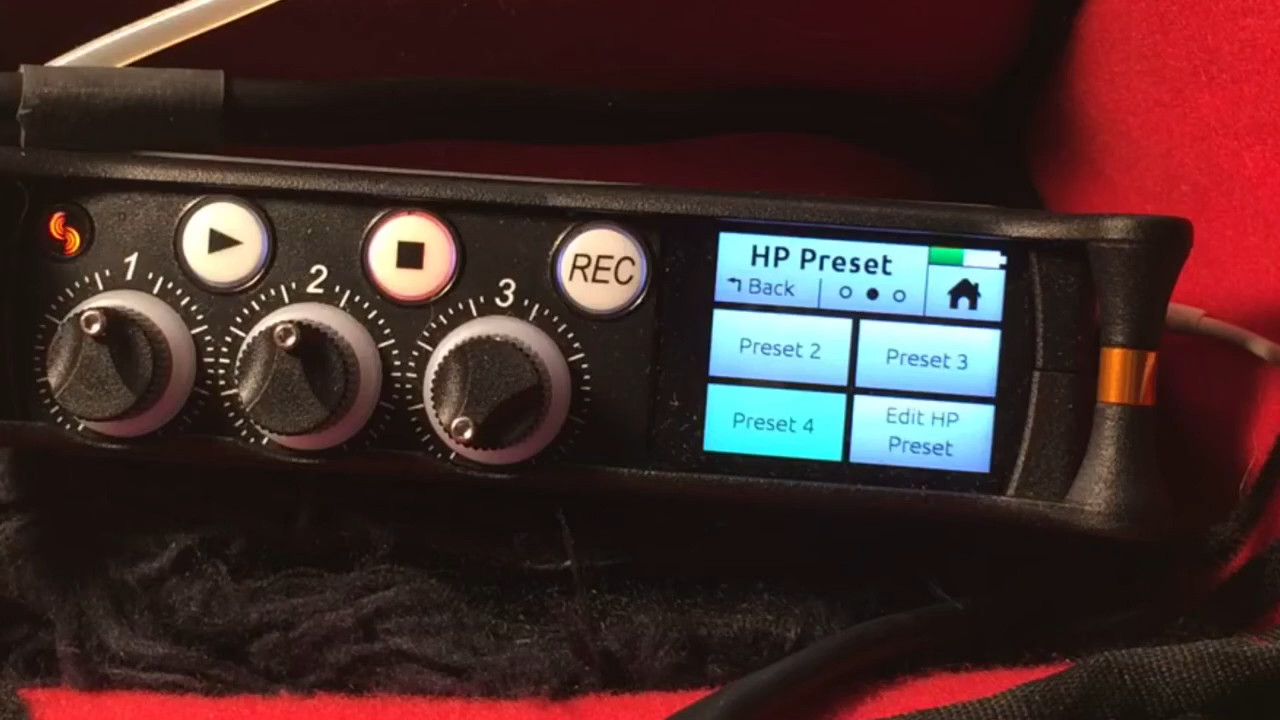 1
2
3
REC
HP Preset
Back
Preset 2
Preset 3
Preset 4
Edit HP
Preset